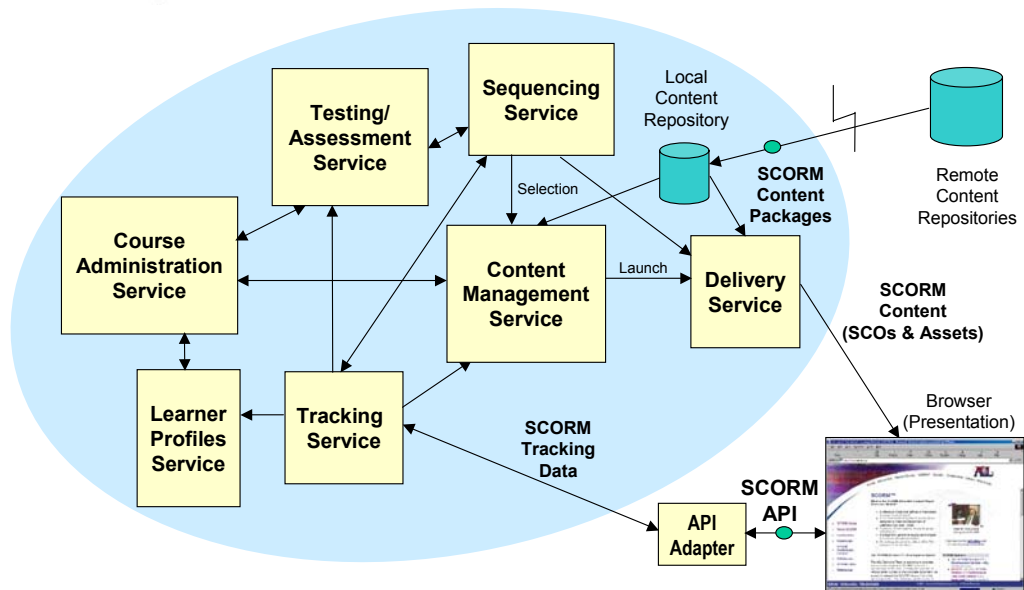 Sequencing
Service
Testing/
Assessment
Service
Local
Content
Repository
SCORM
Content
Packages
Remote
Content
Repositories
Selection
Course
Administration
Service
Content
Management
Service
Launch
Delivery
Service
SCORM
Content
(SCOs & Assets)
Learner
Profiles
Service
Tracking
Service
SCORM
Tracking
Data
Browser
(Presentation)
SCORM
API
API
Adapter
SCORM™